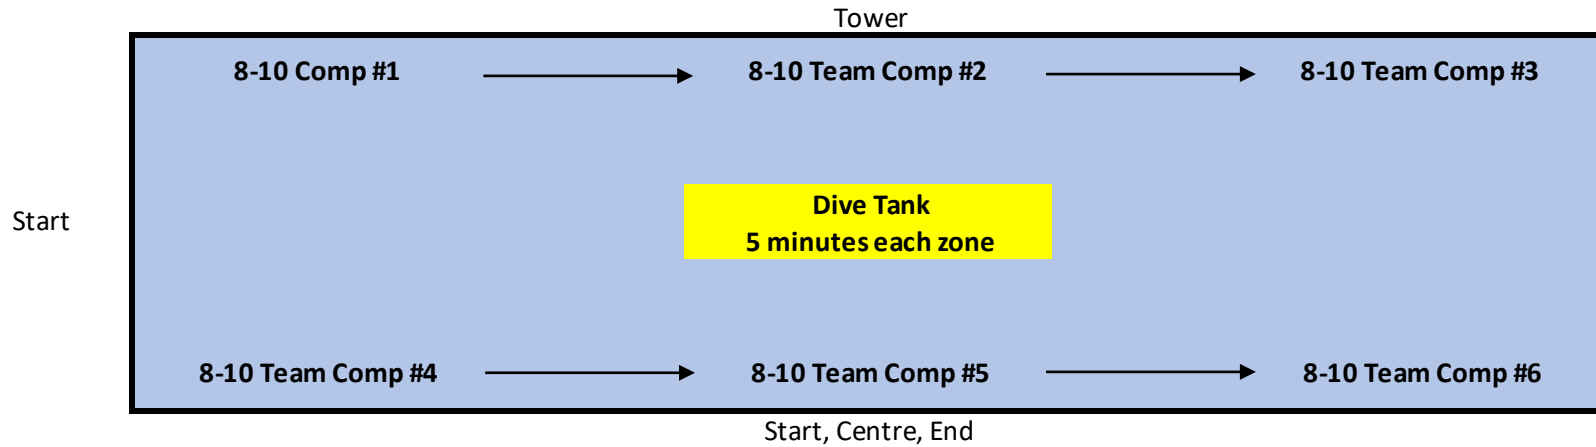 Tower
8-10 Comp #1
8-10 Team Comp #2
8-10 Team Comp #3
Start
Dive Tank
5 minutes each zone
8-10 Team Comp #4
8-10 Team Comp #5
8-10 Team Comp #6
Start, Centre, End